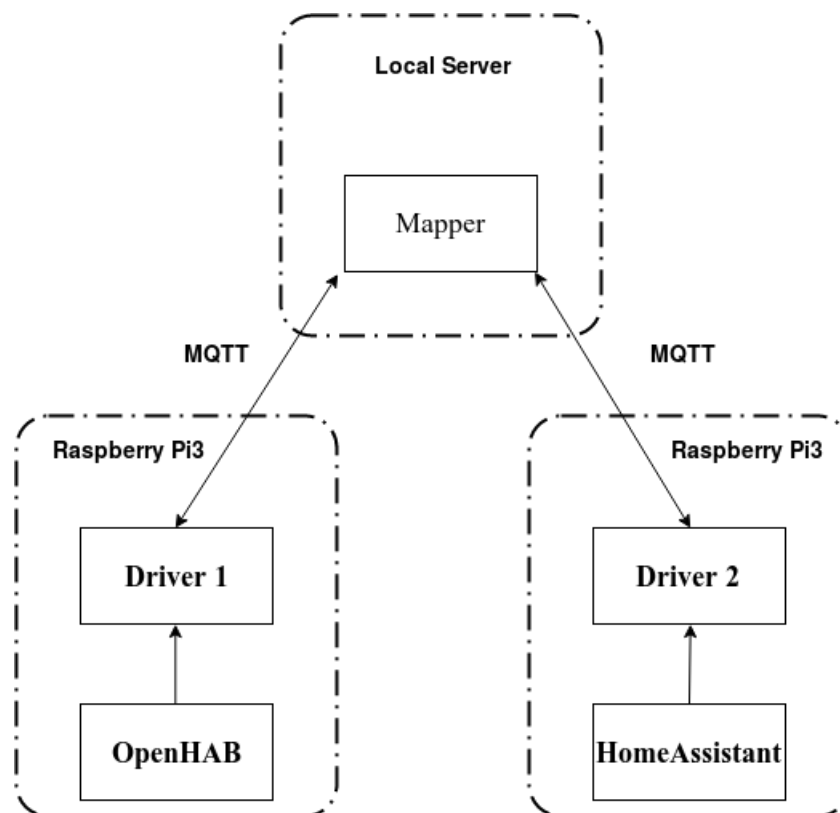 Local Server
Mapper
MQTT
MQTT
Raspberry Pi3
Raspberry Pi3
Driver 1
Driver 2
OpenHAB
HomeAssistant